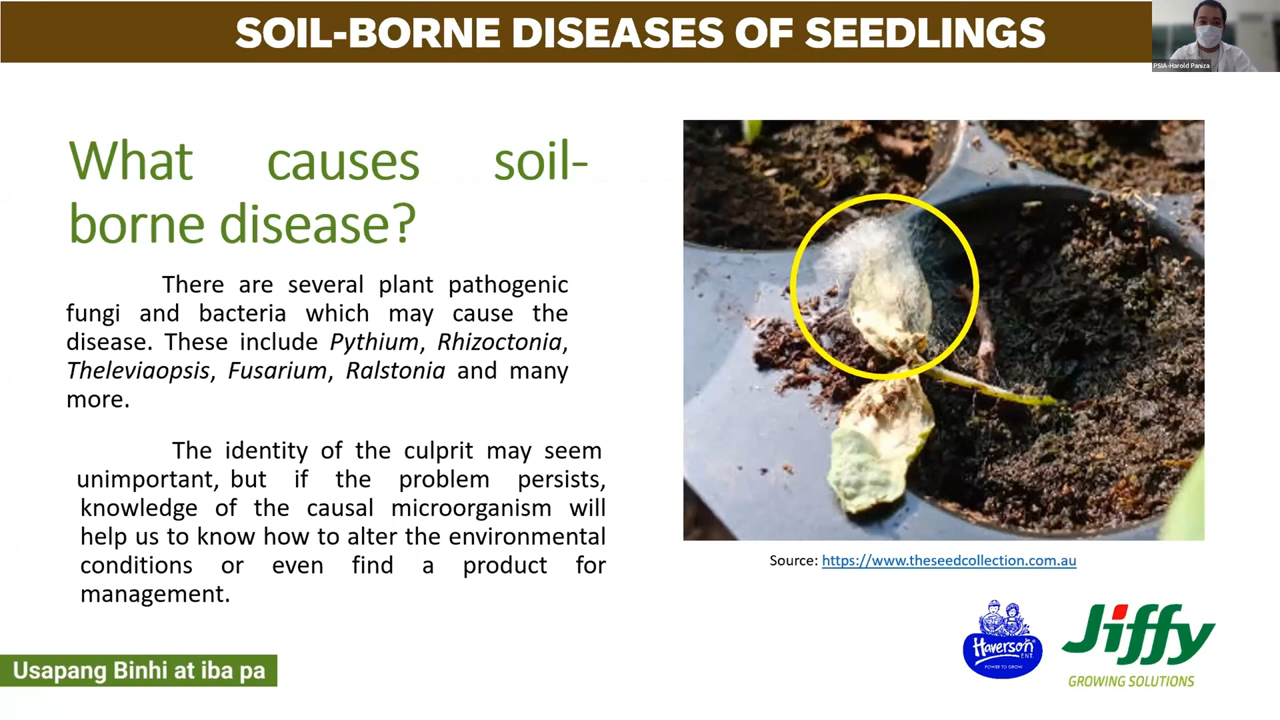 SOIL-BORNE DISEASES OF SEEDLINGS
PSIA-Harold Paniza
What causes soil-
borne disease?
There are several plant pathogenic
fungi and bacteria which may cause the
disease. These include Pythium, Rhizoctonia,
Theleviaopsis, Fusarium, Ralstonia and many
more.
The identity of the culprit may seem
unimportant, but if the problem persists,
knowledge of the causal microorganism will
help us to know how to alter the environmental
conditions or even find a product for
management.
Source: https://www.theseedcollection.com.au
Haverson
ENT.
POWER TO GROW
Jiffy
GROWING SOLUTIONS
Usapang Binhi at iba pa